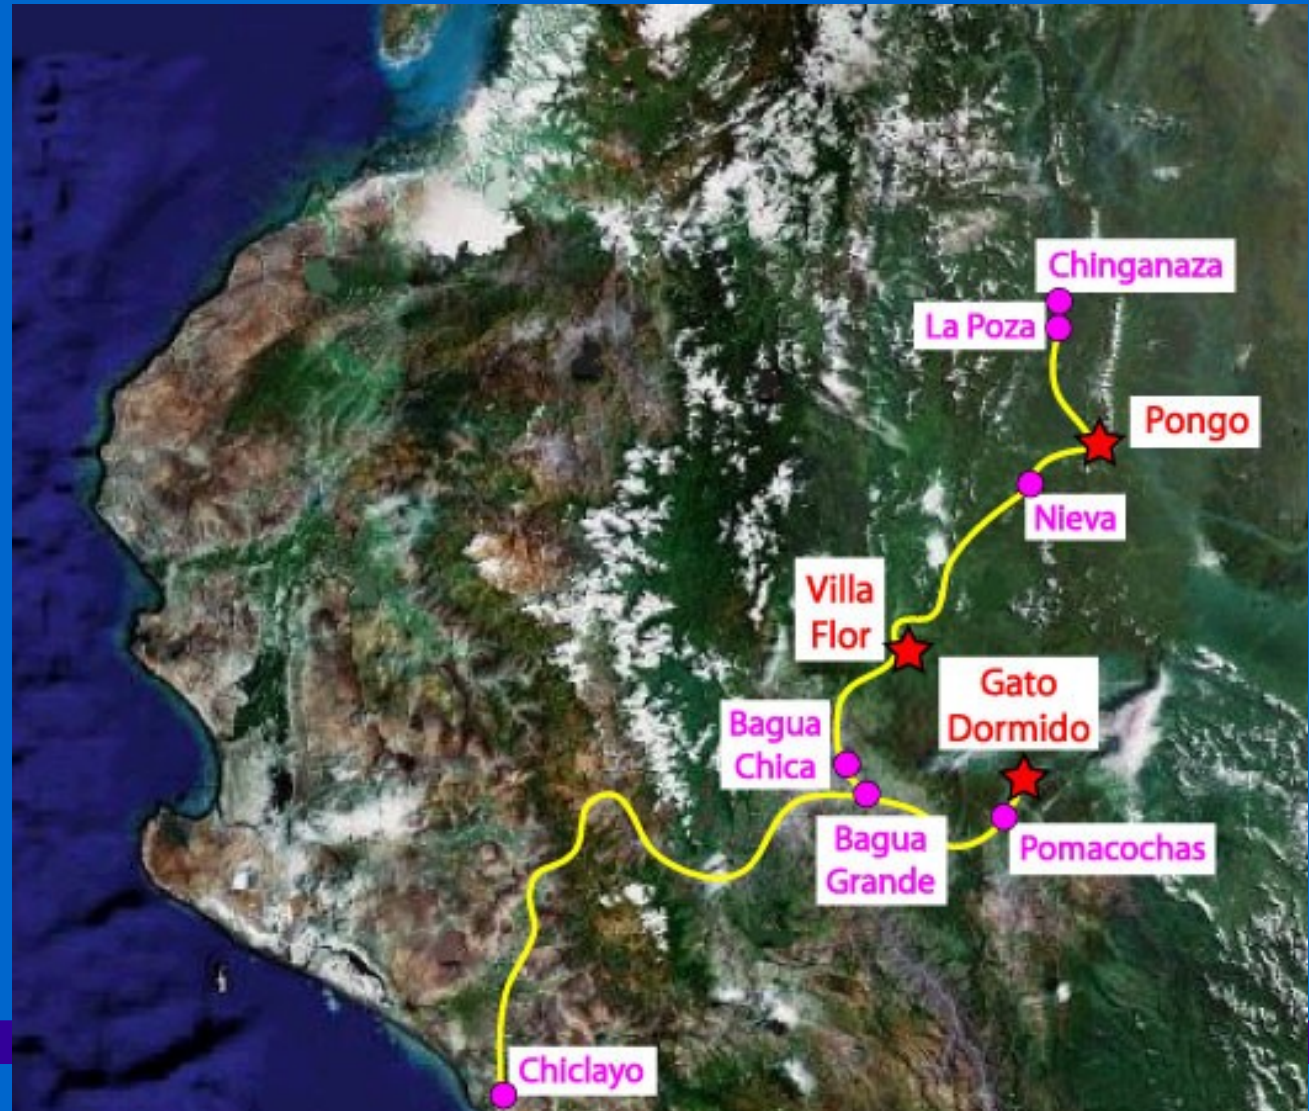 Chinganaza
La Poza
Pongo
Nieva
Villa
Flor
Gato
Dormido
Bagua
Chica
Bagua
Grande
Pomacochas
Chiclayo